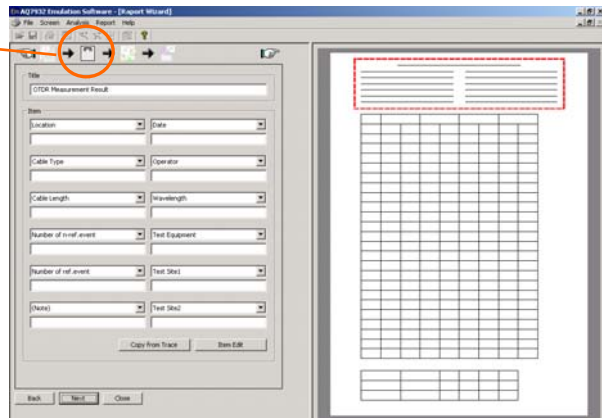 AQ7932 Emulation Software - [Report Wizard]
File Screen Analysis Report Help
Title
OTDR Measurement Result
Item
Location Date
Cable Type Operator
Cable Length Wavelength
Number of n-ref.event Test Equipment
Number of ref.event Test Site1
(Note) Test Site2
Copy from Trace Item Edit
Back Next Close